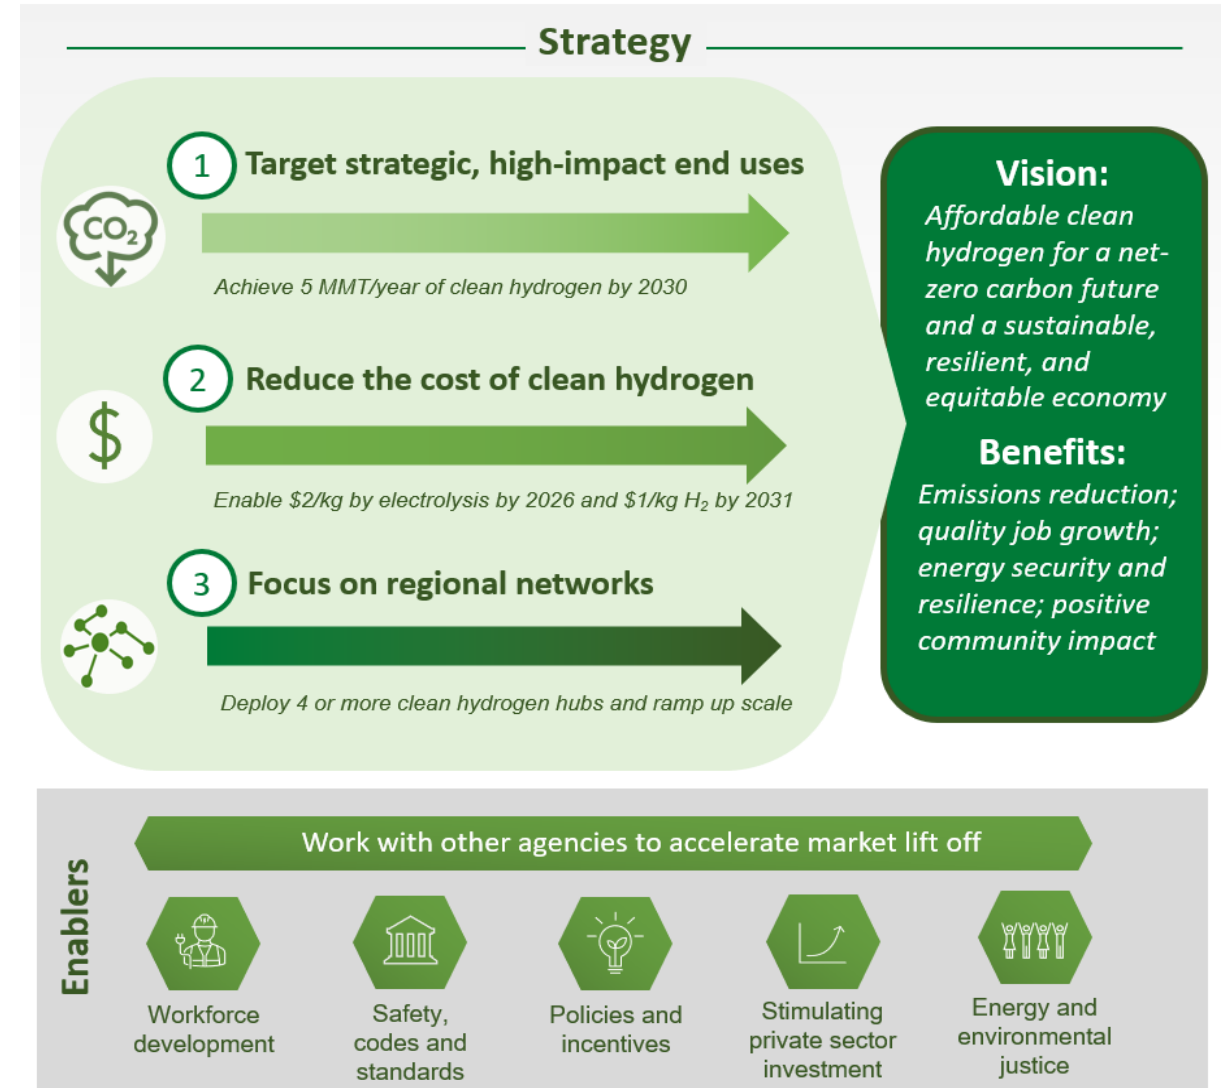 Strategy
1
Target strategic, high-impact end uses
CO₂
Achieve 5 MMT/year of clean hydrogen by 2030
2
Reduce the cost of clean hydrogen
$
Enable $2/kg by electrolysis by 2026 and $1/kg H₂ by 2031
3
Focus on regional networks
Deploy 4 or more clean hydrogen hubs and ramp up scale
Vision:
Affordable clean
hydrogen for a net-
zero carbon future
and a sustainable,
resilient, and
equitable economy
Benefits:
Emissions reduction;
quality job growth;
energy security and
resilience; positive
community impact
Enablers
Work with other agencies to accelerate market lift off
Workforce
development
Safety,
codes and
standards
Policies and
incentives
Stimulating
private sector
investment
Energy and
environmental
justice